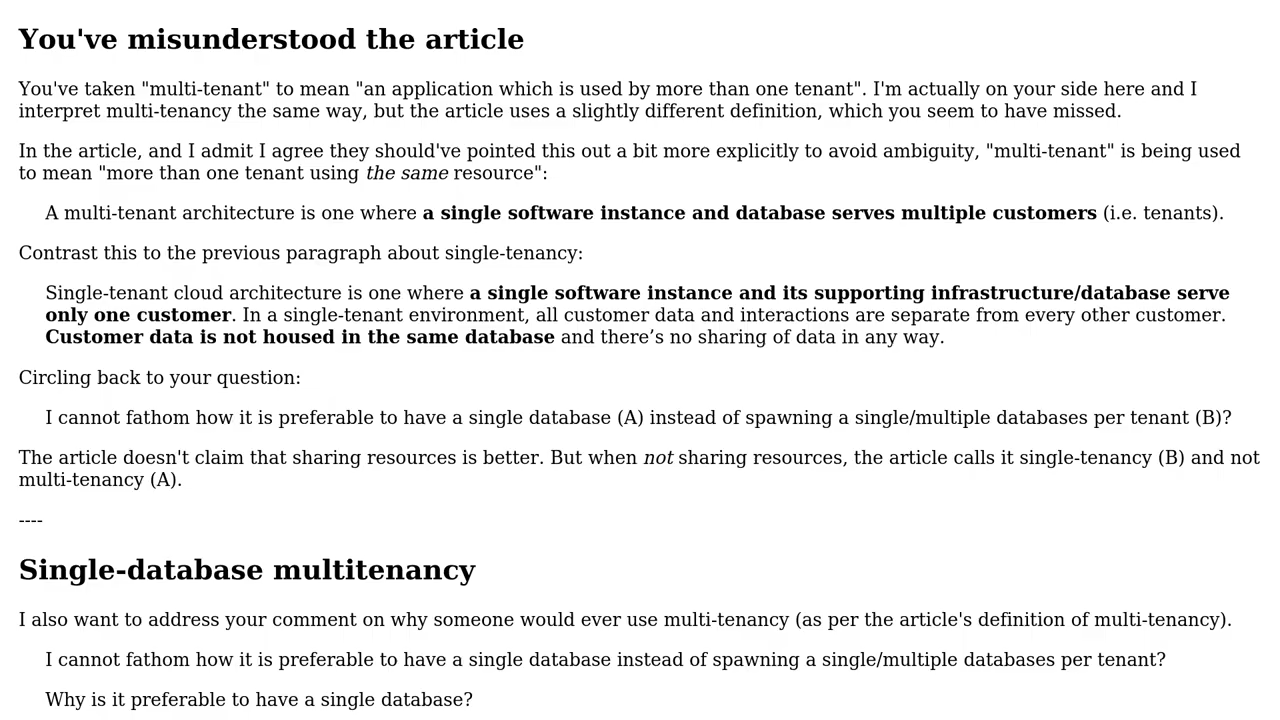 You've misunderstood the article
You've taken "multi-tenant" to mean "an application which is used by more than one tenant". I'm actually on your side here and I
interpret multi-tenancy the same way, but the article uses a slightly different definition, which you seem to have missed.
In the article, and I admit I agree they should've pointed this out a bit more explicitly to avoid ambiguity, "multi-tenant" is being used
to mean "more than one tenant using the same resource":
A multi-tenant architecture is one where a single software instance and database serves multiple customers (i.e. tenants).
Contrast this to the previous paragraph about single-tenancy:
Single-tenant cloud architecture is one where a single software instance and its supporting infrastructure/database serve
only one customer. In a single-tenant environment, all customer data and interactions are separate from every other customer.
Customer data is not housed in the same database and there’s no sharing of data in any way.
Circling back to your question:
I cannot fathom how it is preferable to have a single database (A) instead of spawning a single/multiple databases per tenant (B)?
The article doesn't claim that sharing resources is better. But when not sharing resources, the article calls it single-tenancy (B) and not
multi-tenancy (A).
----
Single-database multitenancy
I also want to address your comment on why someone would ever use multi-tenancy (as per the article's definition of multi-tenancy).
I cannot fathom how it is preferable to have a single database instead of spawning a single/multiple databases per tenant?
Why is it preferable to have a single database?